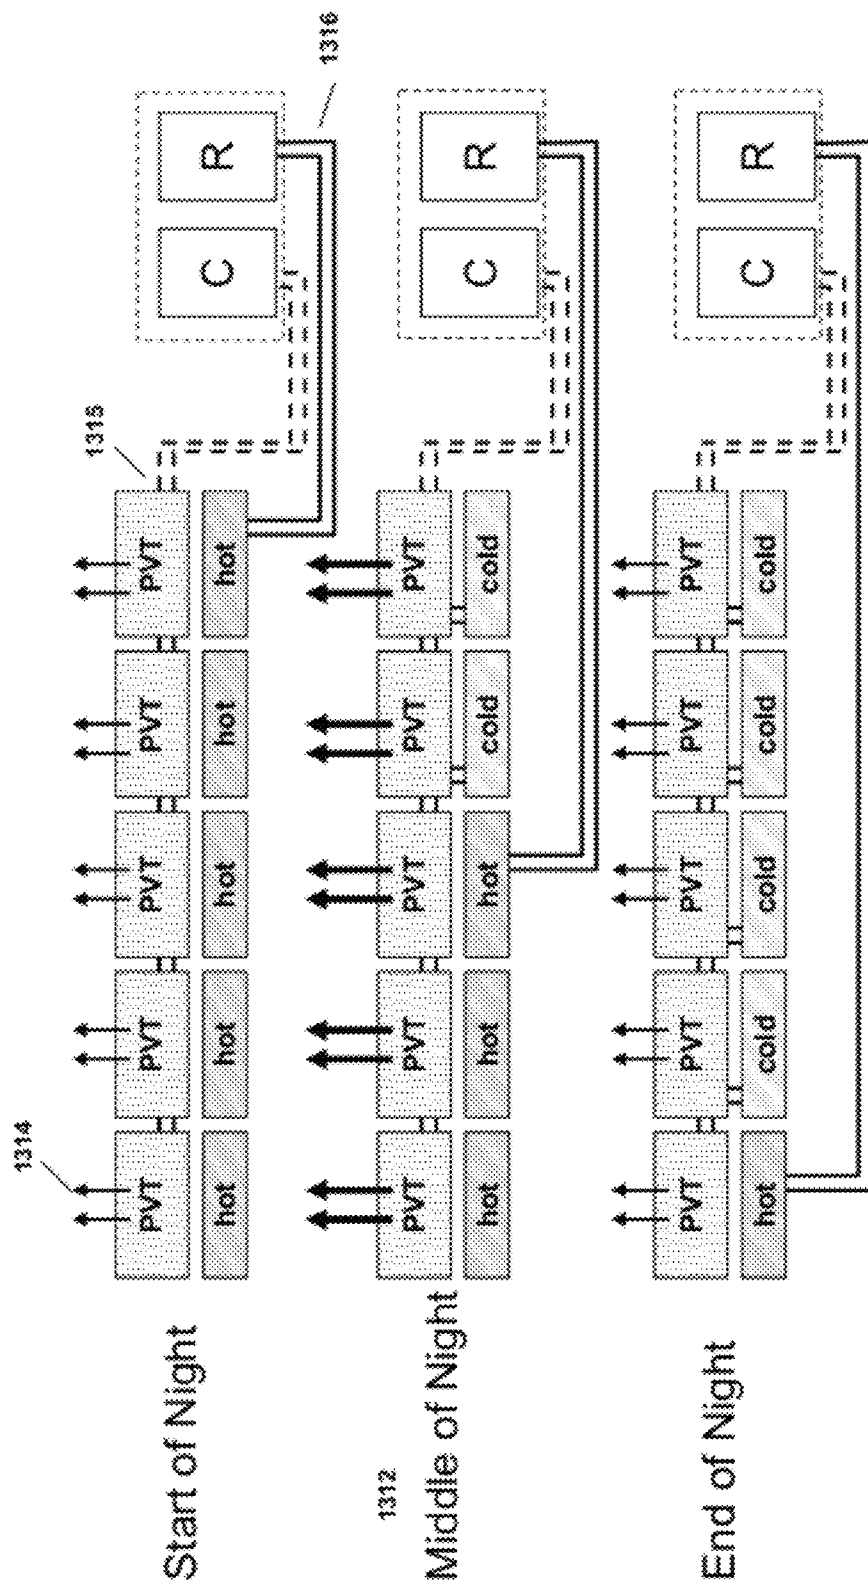 1314
1315
1316
PVT PVT PVT PVT PVT
C R
hot hot hot hot hot
Start of Night
1312
PVT PVT PVT PVT PVT
C R
hot hot hot cold cold
Middle of Night
PVT PVT PVT PVT PVT
C R
hot cold cold cold cold
End of Night